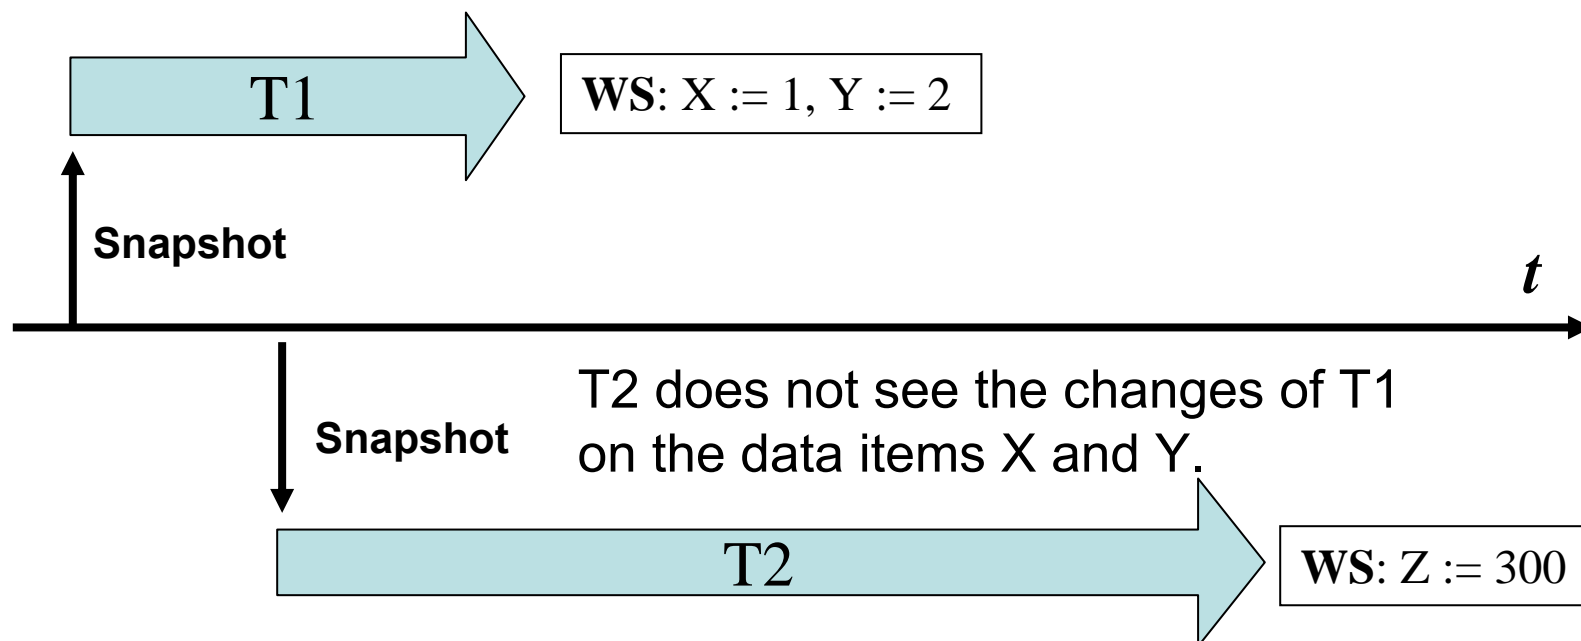 T1
WS: X := 1, Y := 2
Snapshot
t
T2 does not see the changes of T1
on the data items X and Y.
Snapshot
T2
WS: Z := 300